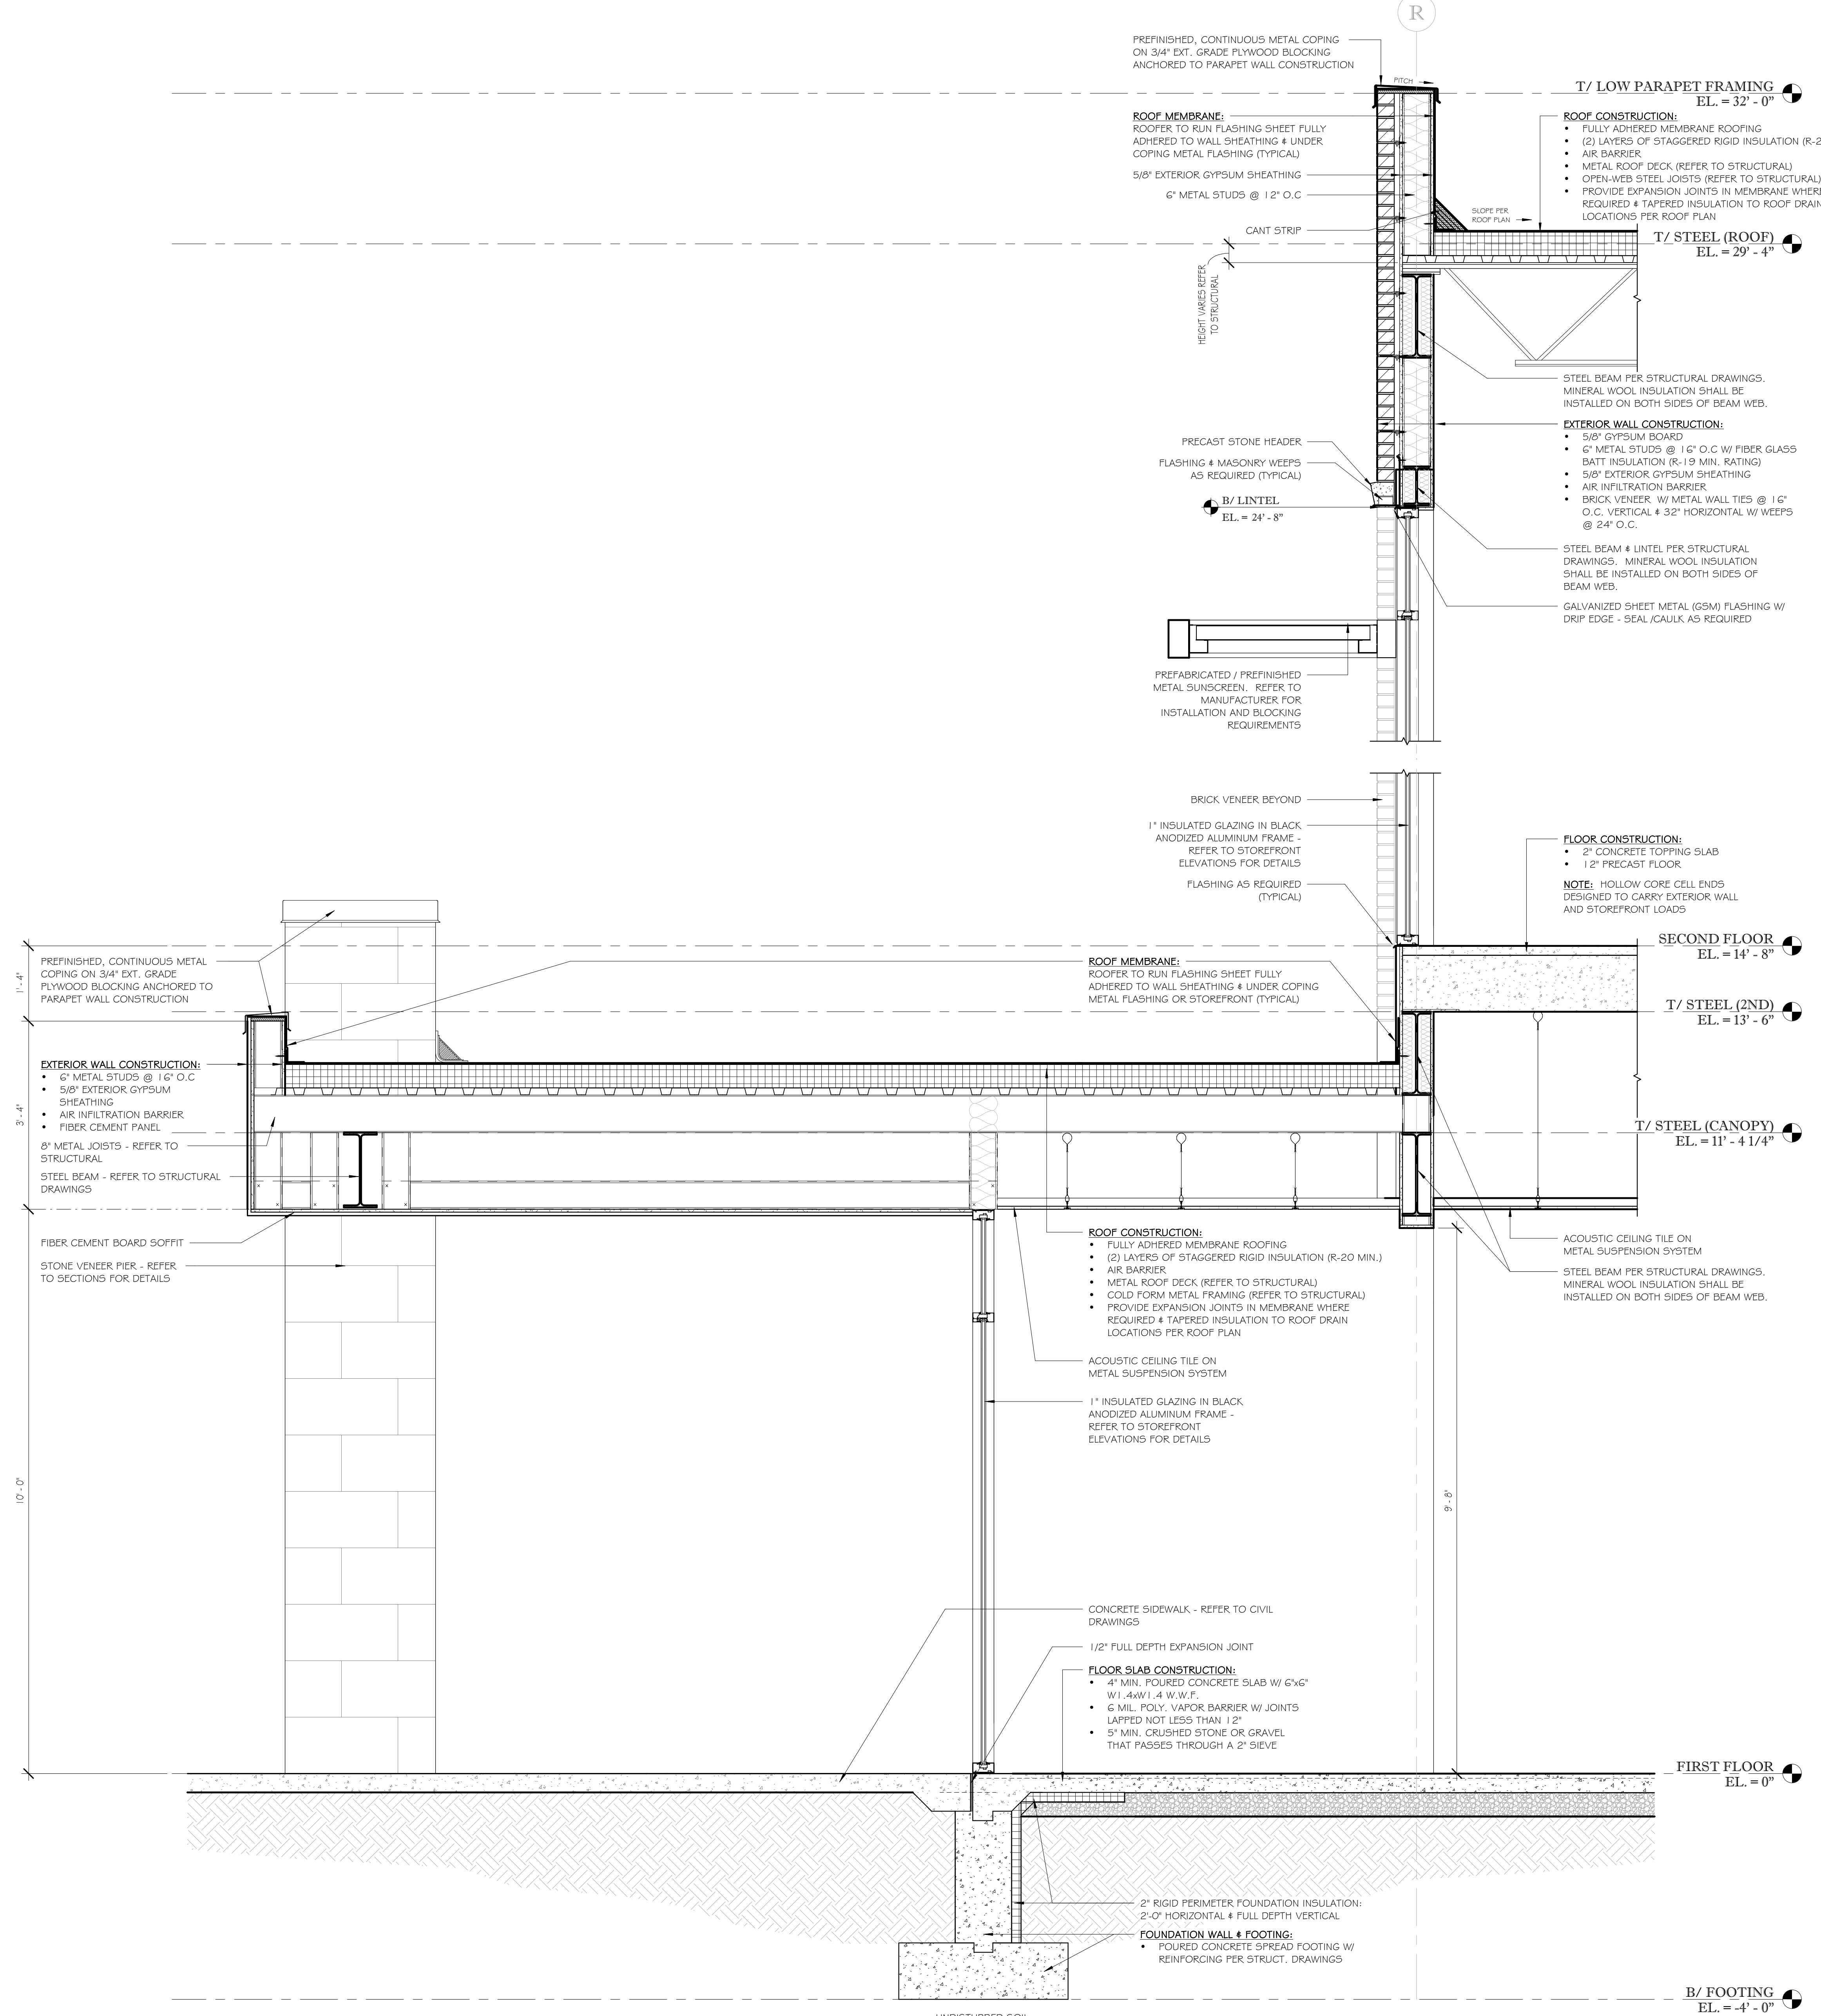 R
PREFINISHED, CONTINUOUS METAL COPING
ON 3/4" EXT. GRADE PLYWOOD BLOCKING
ANCHORED TO PARAPET WALL CONSTRUCTION
PITCH
T/ LOW PARAPET FRAMING
EL. = 32' - 0"
ROOF MEMBRANE:
ROOFER TO RUN FLASHING SHEET FULLY
ADHERED TO WALL SHEATHING & UNDER
COPING METAL FLASHING (TYPICAL)
5/8" EXTERIOR GYPSUM SHEATHING
6" METAL STUDS @ 12" O.C
CANT STRIP
SLOPE PER
ROOF PLAN
HEIGHT VARIES REFER
TO STRUCTURAL
ROOF CONSTRUCTION:
• FULLY ADHERED MEMBRANE ROOFING
• (2) LAYERS OF STAGGERED RIGID INSULATION (R-2
• AIR BARRIER
• METAL ROOF DECK (REFER TO STRUCTURAL)
• OPEN-WEB STEEL JOISTS (REFER TO STRUCTURAL)
• PROVIDE EXPANSION JOINTS IN MEMBRANE WHERE
REQUIRED & TAPERED INSULATION TO ROOF DRAIN
LOCATIONS PER ROOF PLAN
T/ STEEL (ROOF)
EL. = 29' - 4"
STEEL BEAM PER STRUCTURAL DRAWINGS.
MINERAL WOOL INSULATION SHALL BE
INSTALLED ON BOTH SIDES OF BEAM WEB.
EXTERIOR WALL CONSTRUCTION:
• 5/8" GYPSUM BOARD
• 6" METAL STUDS @ 16" O.C W/ FIBER GLASS
BATT INSULATION (R-19 MIN. RATING)
• 5/8" EXTERIOR GYPSUM SHEATHING
• AIR INFILTRATION BARRIER
• BRICK VENEER W/ METAL WALL TIES @ 16"
O.C. VERTICAL & 32" HORIZONTAL W/ WEEPS
@ 24" O.C.
PRECAST STONE HEADER
FLASHING & MASONRY WEEPS
AS REQUIRED (TYPICAL)
B/ LINTEL
EL. = 24' - 8"
STEEL BEAM & LINTEL PER STRUCTURAL
DRAWINGS. MINERAL WOOL INSULATION
SHALL BE INSTALLED ON BOTH SIDES OF
BEAM WEB.
GALVANIZED SHEET METAL (GSM) FLASHING W/
DRIP EDGE - SEAL /CAULK AS REQUIRED
PREFABRICATED / PREFINISHED
METAL SUNSCREEN. REFER TO
MANUFACTURER FOR
INSTALLATION AND BLOCKING
REQUIREMENTS
BRICK VENEER BEYOND
1" INSULATED GLAZING IN BLACK
ANODIZED ALUMINUM FRAME -
REFER TO STOREFRONT
ELEVATIONS FOR DETAILS
FLASHING AS REQUIRED
(TYPICAL)
FLOOR CONSTRUCTION:
• 2" CONCRETE TOPPING SLAB
• 12" PRECAST FLOOR
NOTE: HOLLOW CORE CELL ENDS
DESIGNED TO CARRY EXTERIOR WALL
AND STOREFRONT LOADS
SECOND FLOOR
EL. = 14' - 8"
T/ STEEL (2ND)
EL. = 13' - 6"
T/ STEEL (CANOPY)
EL. = 11' - 4 1/4"
1' - 4"
3' - 4"
10' - 0"
PREFINISHED, CONTINUOUS METAL
COPING ON 3/4" EXT. GRADE
PLYWOOD BLOCKING ANCHORED TO
PARAPET WALL CONSTRUCTION
ROOF MEMBRANE:
ROOFER TO RUN FLASHING SHEET FULLY
ADHERED TO WALL SHEATHING & UNDER COPING
METAL FLASHING OR STOREFRONT (TYPICAL)
EXTERIOR WALL CONSTRUCTION:
• 6" METAL STUDS @ 16" O.C
• 5/8" EXTERIOR GYPSUM
SHEATHING
• AIR INFILTRATION BARRIER
• FIBER CEMENT PANEL
8" METAL JOISTS - REFER TO
STRUCTURAL
STEEL BEAM - REFER TO STRUCTURAL
DRAWINGS
FIBER CEMENT BOARD SOFFIT
STONE VENEER PIER - REFER
TO SECTIONS FOR DETAILS
ROOF CONSTRUCTION:
• FULLY ADHERED MEMBRANE ROOFING
• (2) LAYERS OF STAGGERED RIGID INSULATION (R-20 MIN.)
• AIR BARRIER
• METAL ROOF DECK (REFER TO STRUCTURAL)
• COLD FORM METAL FRAMING (REFER TO STRUCTURAL)
• PROVIDE EXPANSION JOINTS IN MEMBRANE WHERE
REQUIRED & TAPERED INSULATION TO ROOF DRAIN
LOCATIONS PER ROOF PLAN
ACOUSTIC CEILING TILE ON
METAL SUSPENSION SYSTEM
1" INSULATED GLAZING IN BLACK
ANODIZED ALUMINUM FRAME -
REFER TO STOREFRONT
ELEVATIONS FOR DETAILS
ACOUSTIC CEILING TILE ON
METAL SUSPENSION SYSTEM
STEEL BEAM PER STRUCTURAL DRAWINGS.
MINERAL WOOL INSULATION SHALL BE
INSTALLED ON BOTH SIDES OF BEAM WEB.
9' - 8"
CONCRETE SIDEWALK - REFER TO CIVIL
DRAWINGS
1/2" FULL DEPTH EXPANSION JOINT
FLOOR SLAB CONSTRUCTION:
• 4" MIN. POURED CONCRETE SLAB W/ 6"x6"
W1.4xW1.4 W.W.F.
• 6 MIL. POLY. VAPOR BARRIER W/ JOINTS
LAPPED NOT LESS THAN 12"
• 5" MIN. CRUSHED STONE OR GRAVEL
THAT PASSES THROUGH A 2" SIEVE
FIRST FLOOR
EL. = 0"
2" RIGID PERIMETER FOUNDATION INSULATION:
2'-0" HORIZONTAL & FULL DEPTH VERTICAL
FOUNDATION WALL & FOOTING:
• POURED CONCRETE SPREAD FOOTING W/
REINFORCING PER STRUCT. DRAWINGS
B/ FOOTING
EL. = -4' - 0"